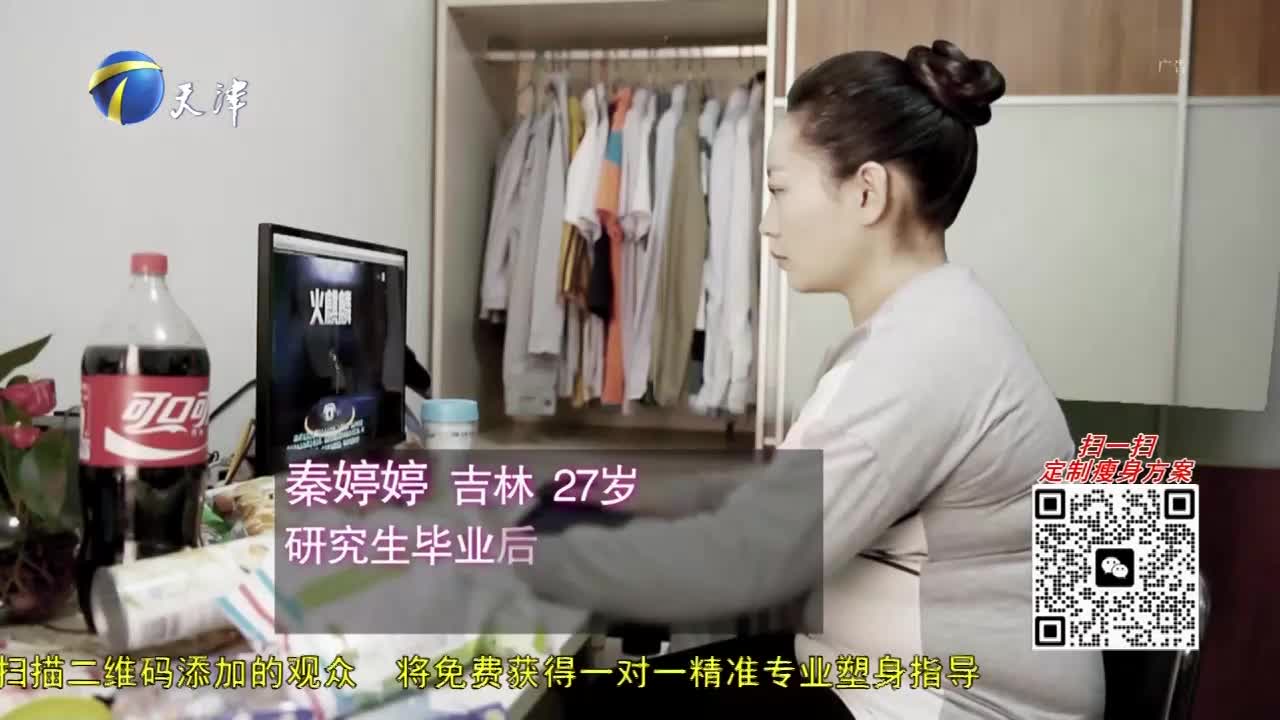 天津
广告
火麒麟
可口可
秦婷婷 吉林 27岁
研究生毕业后
扫一扫
定制瘦身方案
扫描二维码添加的观众 将免费获得一对一精准专业塑身指导